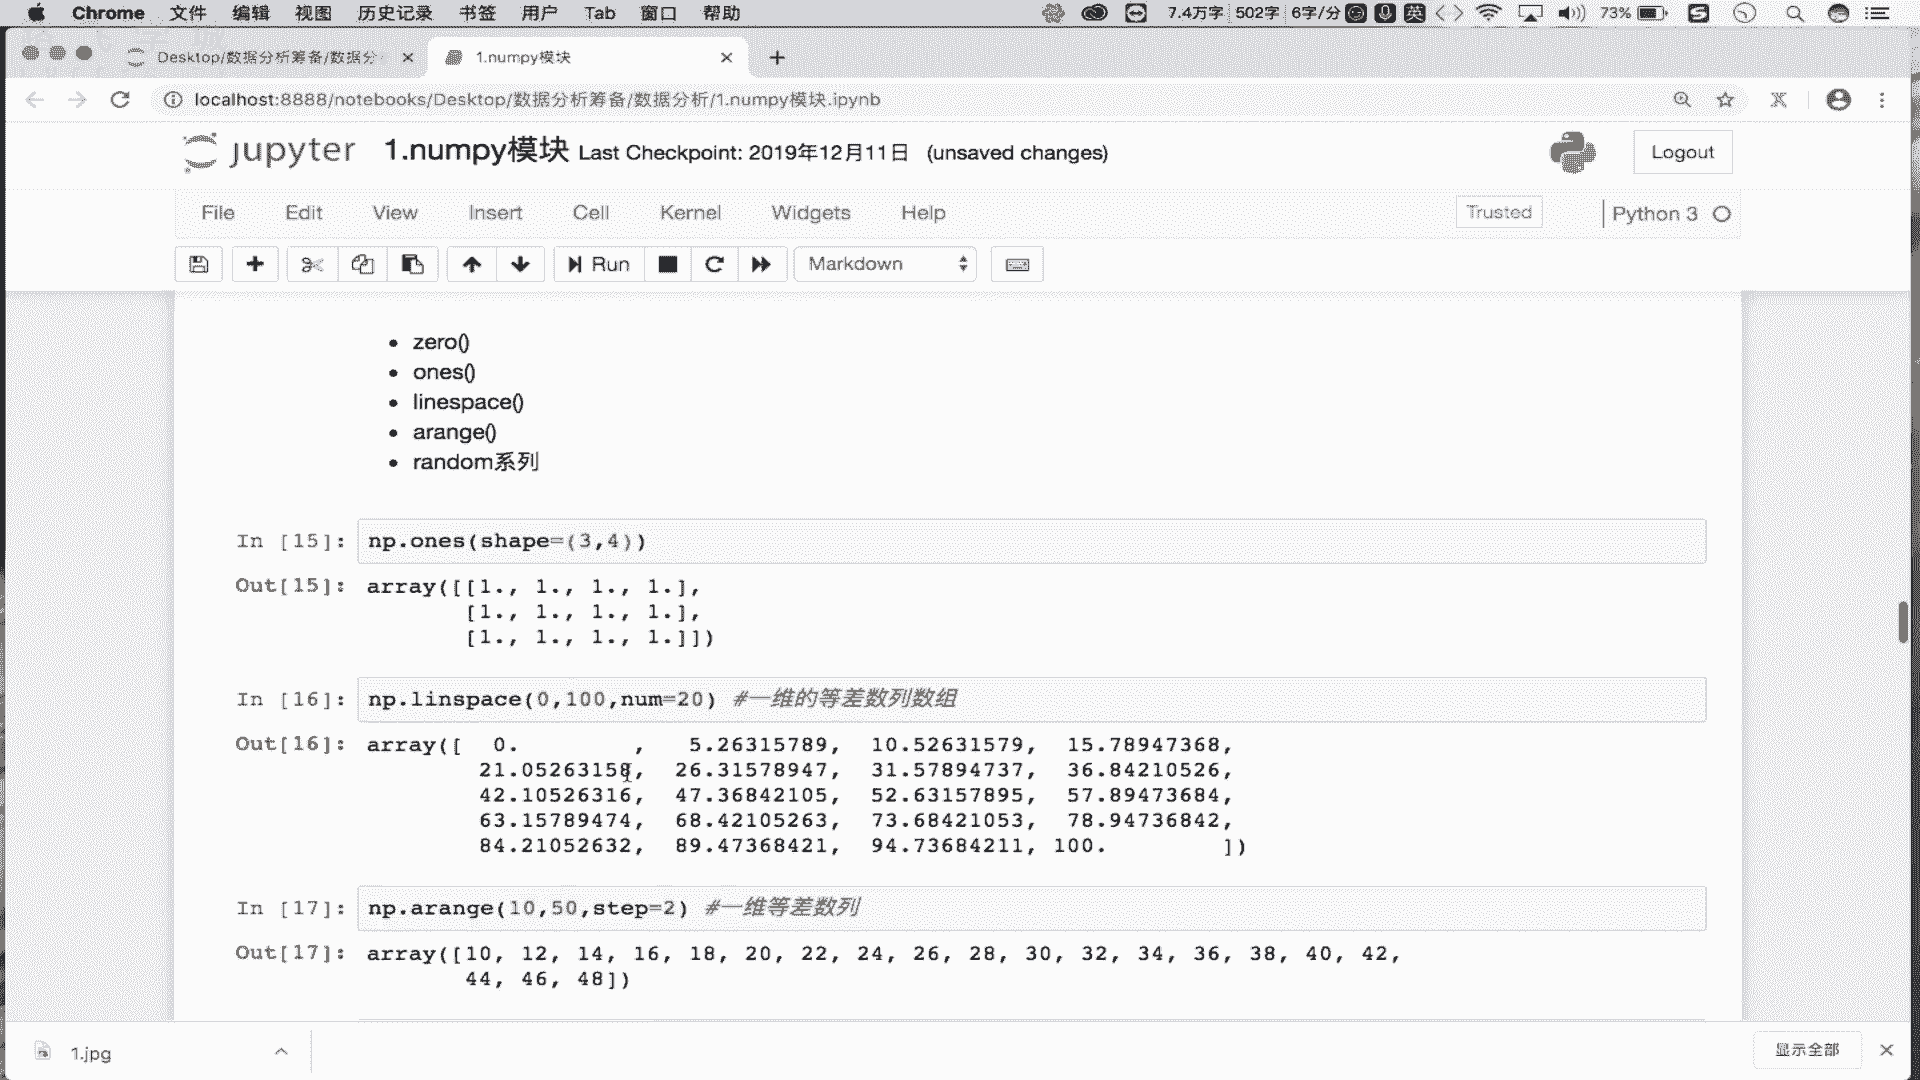 Chrome 文件 编辑 视图 历史记录 书签 用户 Tab 窗口 帮助 7.4万字 502字 6字/分 英 73%
Desktop/数据分析筹备/数据分 1.numpy模块
localhost:8888/notebooks/Desktop/数据分析筹备/数据分析/1.numpy模块.ipynb
jupyter 1.numpy模块 Last Checkpoint: 2019年12月11日 (unsaved changes) Logout
File Edit View Insert Cell Kernel Widgets Help Trusted Python 3
Run Markdown
• zero()
• ones()
• linespace()
• arange()
• random系列
In [15]: np.ones(shape=(3,4))
Out[15]: array([[1., 1., 1., 1.],
[1., 1., 1., 1.],
[1., 1., 1., 1.]])
In [16]: np.linspace(0,100,num=20) #一维的等差数列数组
Out[16]: array([ 0. , 5.26315789, 10.52631579, 15.78947368,
21.05263158, 26.31578947, 31.57894737, 36.84210526,
42.10526316, 47.36842105, 52.63157895, 57.89473684,
63.15789474, 68.42105263, 73.68421053, 78.94736842,
84.21052632, 89.47368421, 94.73684211, 100. ])
In [17]: np.arange(10,50,step=2) #一维等差数列
Out[17]: array([10, 12, 14, 16, 18, 20, 22, 24, 26, 28, 30, 32, 34, 36, 38, 40, 42,
44, 46, 48])
1.jpg 显示全部